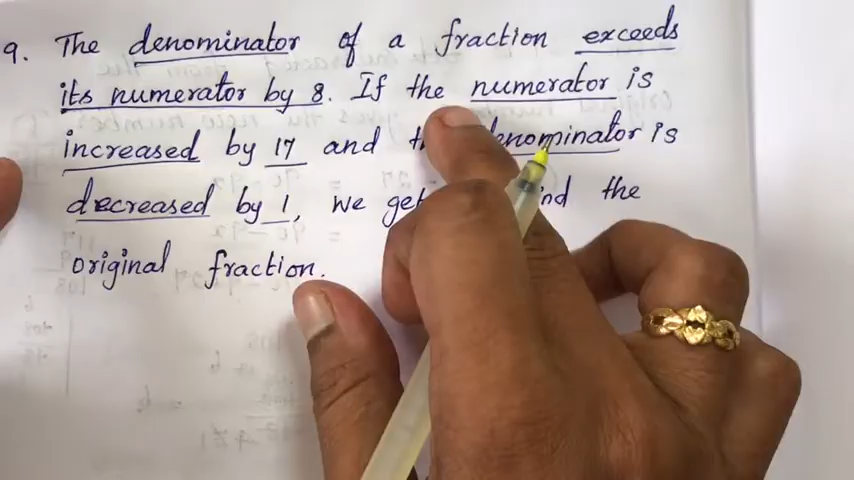 9. The denominator of a fraction exceeds
its numerator by 8. If the numerator is
increased by 17 and denominator is
decreased by 1, we get the
original fraction.